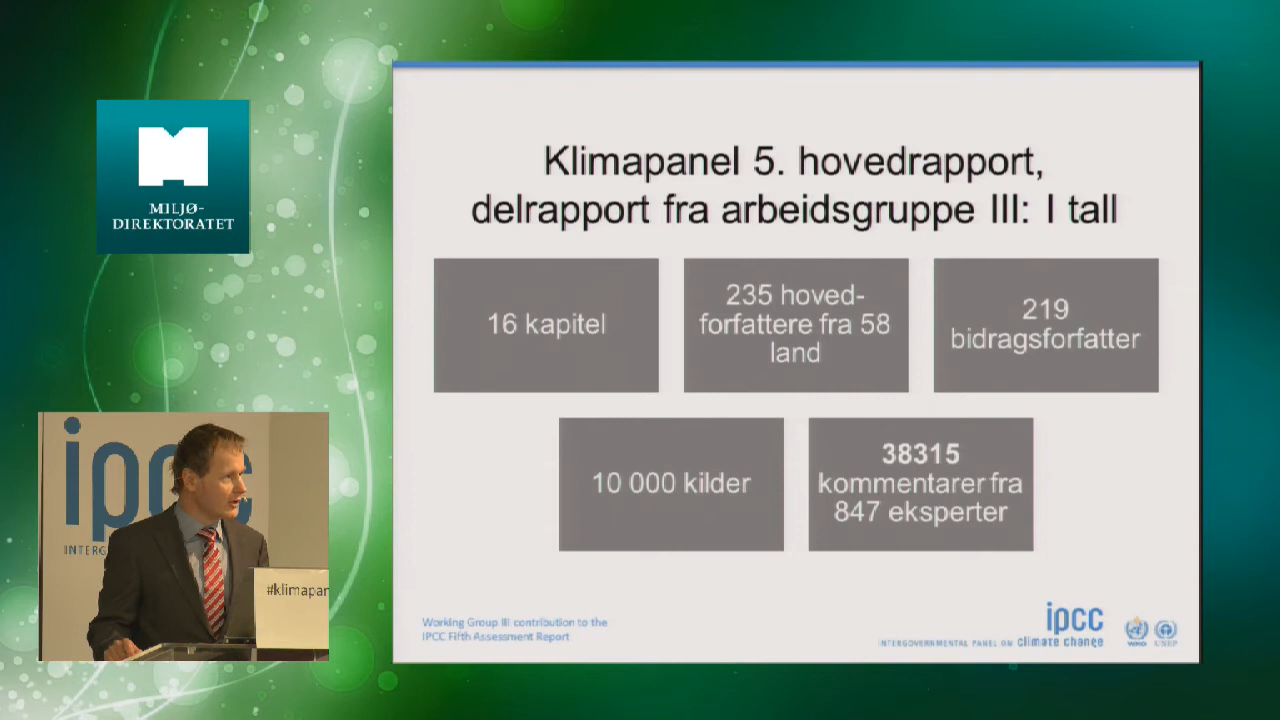 MILJØ-
DIREKTORATET
Klimapanel 5. hovedrapport,
delrapport fra arbeidsgruppe III: I tall
16 kapitel
235 hoved-
forfattere fra 58
land
219
bidragsforfatter
10 000 kilder
38315
kommentarer fra
847 eksperter
ipcc
INTERG
#klimapan
Working Group III contribution to the
IPCC Fifth Assessment Report
ipcc
INTERGOVERNMENTAL PANEL ON climate change
WMO
UNEP